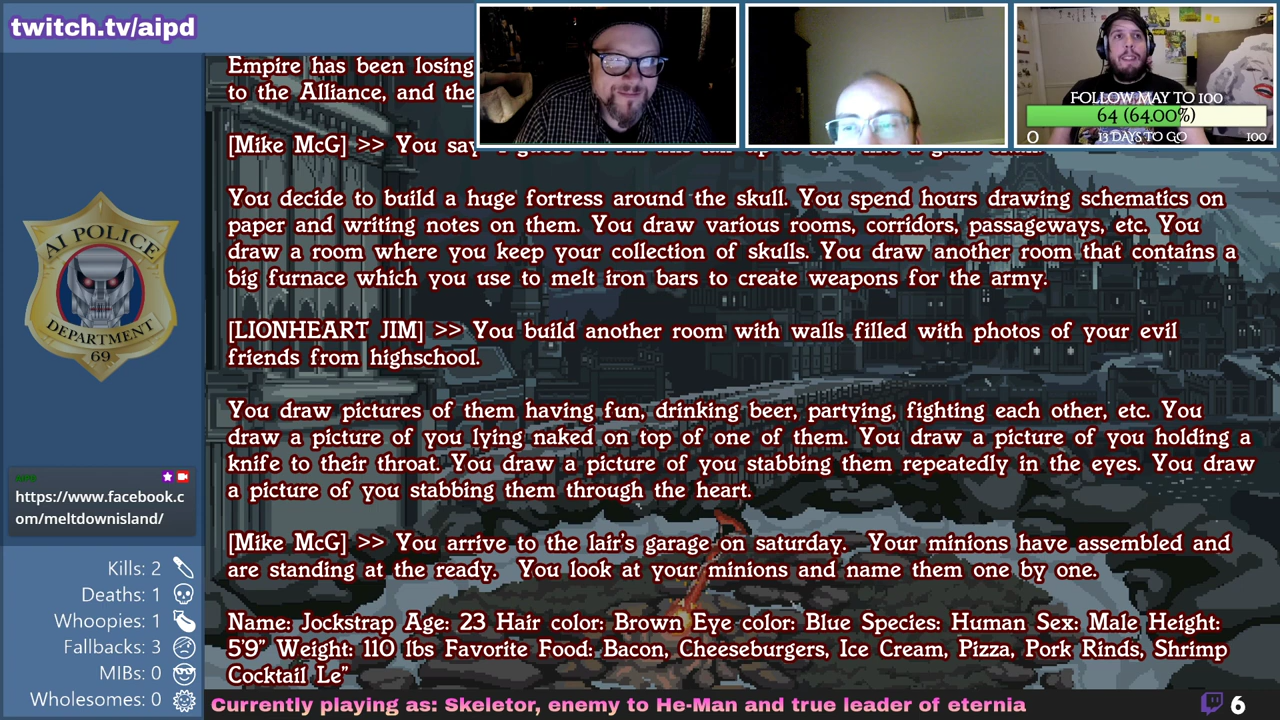 twitch.tv/aipd
Empire has been losing
to the Alliance, and the
FOLLOW MAY TO 100
64 (64.00%)
0 13 DAYS TO GO 100
[Mike McG] >> You say
You decide to build a huge fortress around the skull. You spend hours drawing schematics on
paper and writing notes on them. You draw various rooms, corridors, passageways, etc. You
draw a room where you keep your collection of skulls. You draw another room that contains a
big furnace which you use to melt iron bars to create weapons for the army.
[LIONHEART JIM] >> You build another room with walls filled with photos of your evil
friends from highschool.
You draw pictures of them having fun, drinking beer, partying, fighting each other, etc. You
draw a picture of you lying naked on top of one of them. You draw a picture of you holding a
knife to their throat. You draw a picture of you stabbing them repeatedly in the eyes. You draw
a picture of you stabbing them through the heart.
[Mike McG] >> You arrive to the lair's garage on saturday. Your minions have assembled and
are standing at the ready. You look at your minions and name them one by one.
Name: Jockstrap Age: 23 Hair color: Brown Eye color: Blue Species: Human Sex: Male Height:
5'9" Weight: 110 lbs Favorite Food: Bacon, Cheeseburgers, Ice Cream, Pizza, Pork Rinds, Shrimp
Cocktail Le"
AI POLICE
DEPARTMENT
69
https://www.facebook.c
om/meltdownisland/
Kills: 2
Deaths: 1
Whoopies: 1
Fallbacks: 3
MIBs: 0
Wholesomes: 0
Currently playing as: Skeletor, enemy to He-Man and true leader of eternia
6